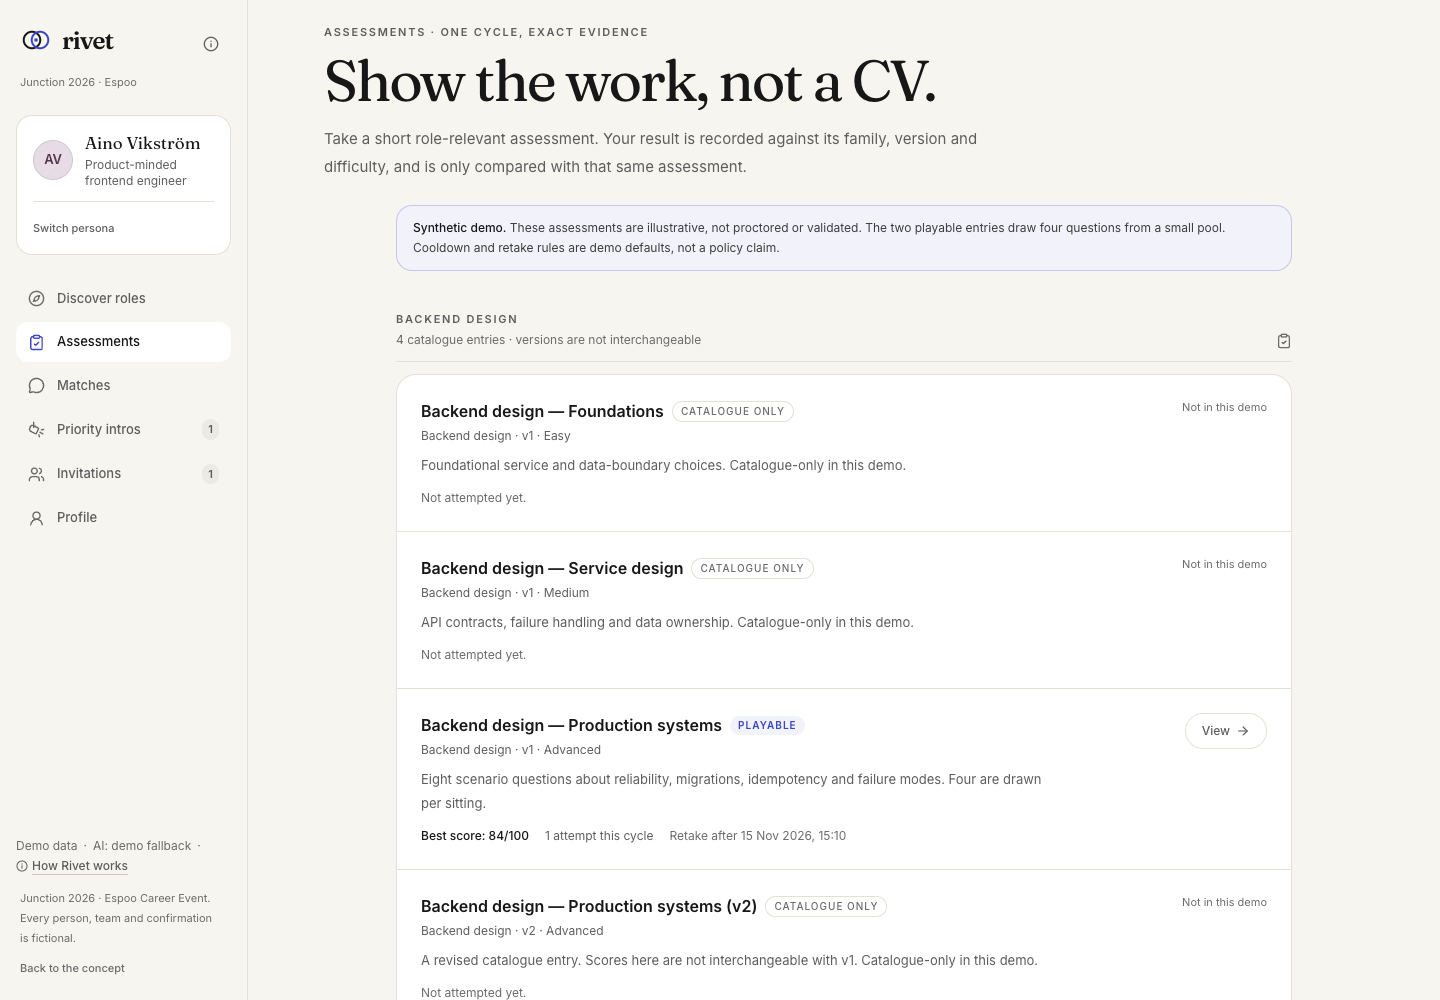 rivet
Junction 2026 · Espoo
AV
Aino Vikström
Product-minded
frontend engineer
Switch persona
Discover roles
Assessments
Matches
Priority intros 1
Invitations 1
Profile
Demo data · AI: demo fallback ·
How Rivet works
Junction 2026 · Espoo Career Event.
Every person, team and confirmation
is fictional.
Back to the concept
ASSESSMENTS · ONE CYCLE, EXACT EVIDENCE
Show the work, not a CV.
Take a short role-relevant assessment. Your result is recorded against its family, version and
difficulty, and is only compared with that same assessment.
Synthetic demo. These assessments are illustrative, not proctored or validated. The two playable entries draw four questions from a small pool.
Cooldown and retake rules are demo defaults, not a policy claim.
BACKEND DESIGN
4 catalogue entries · versions are not interchangeable
Backend design — Foundations CATALOGUE ONLY Not in this demo
Backend design · v1 · Easy
Foundational service and data-boundary choices. Catalogue-only in this demo.
Not attempted yet.
Backend design — Service design CATALOGUE ONLY Not in this demo
Backend design · v1 · Medium
API contracts, failure handling and data ownership. Catalogue-only in this demo.
Not attempted yet.
Backend design — Production systems PLAYABLE View →
Backend design · v1 · Advanced
Eight scenario questions about reliability, migrations, idempotency and failure modes. Four are drawn
per sitting.
Best score: 84/100 1 attempt this cycle Retake after 15 Nov 2026, 15:10
Backend design — Production systems (v2) CATALOGUE ONLY Not in this demo
Backend design · v2 · Advanced
A revised catalogue entry. Scores here are not interchangeable with v1. Catalogue-only in this demo.
Not attempted yet.